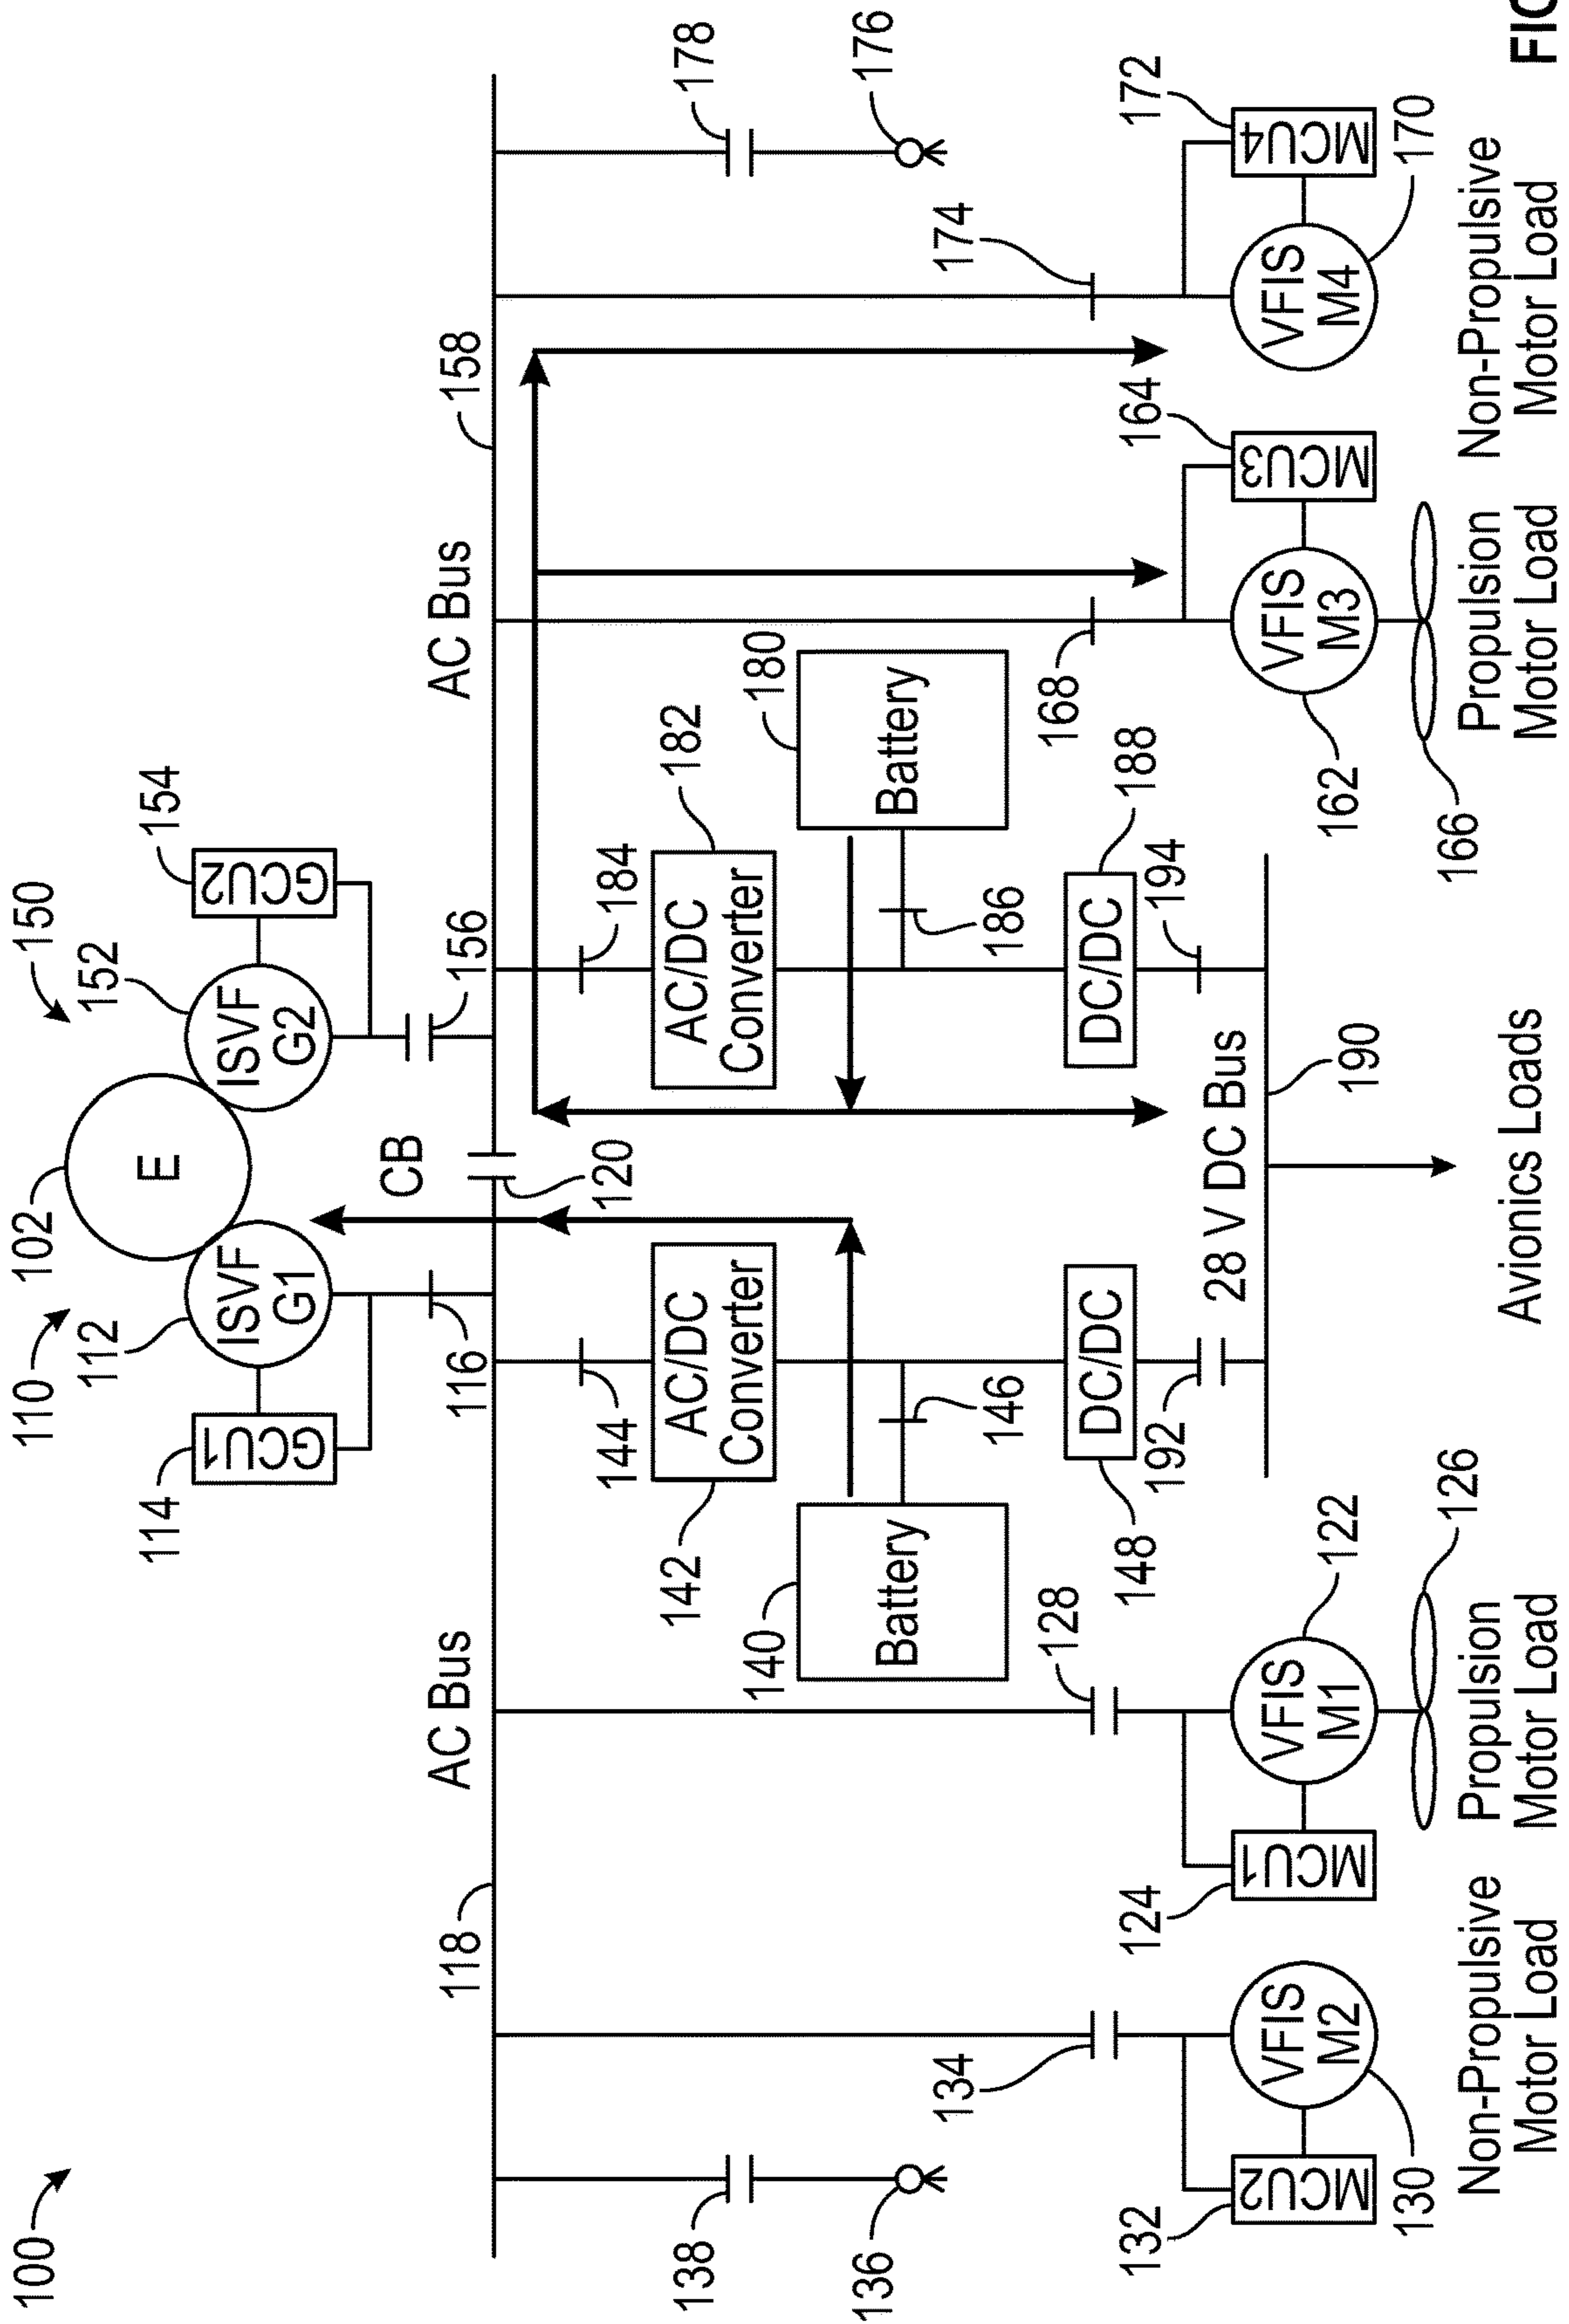 100
110
150
102
E
112
ISVF
G1
152
ISVF
G2
114
GCU1
154
GCU2
CB
116
156
120
118
AC Bus
AC Bus
158
138
136
178
176
144
184
142
AC/DC
Converter
182
AC/DC
Converter
140
Battery
180
Battery
146
186
128
168
134
174
148
DC/DC
188
DC/DC
192
194
28 V DC Bus
190
132
MCU2
VFIS
M2
130
124
MCU1
VFIS
M1
122
126
162
VFIS
M3
MCU3
164
166
VFIS
M4
MCU4
172
170
Non-Propulsive
Motor Load
Propulsion
Motor Load
Avionics Loads
Propulsion
Motor Load
Non-Propulsive
Motor Load